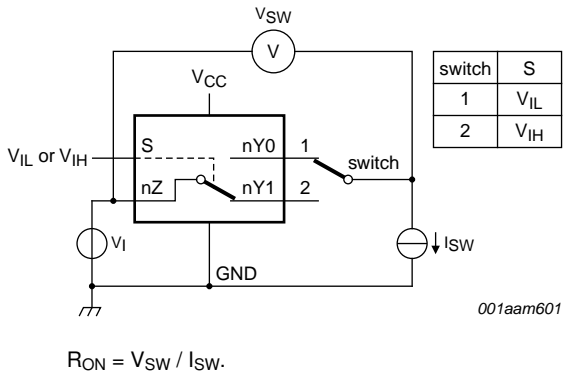 VSW
V
VCC
switch S
1 VIL
2 VIH
S
nY0
1
switch
VIL or VIH
nZ
nY1
2
VI
ISW
GND
001aam601
RON = VSW / ISW.